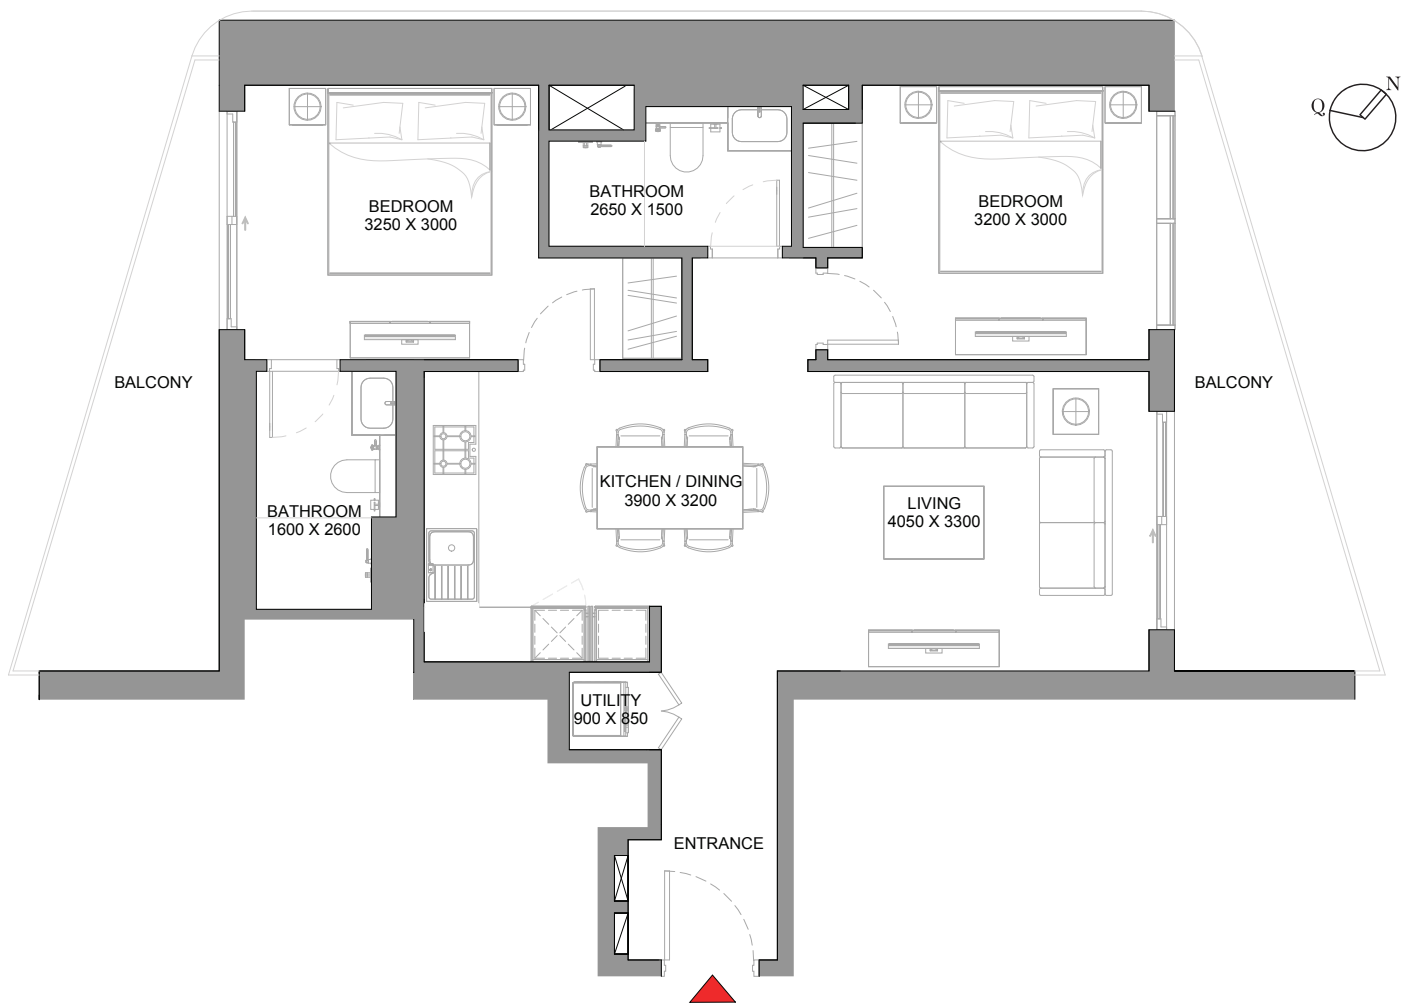 N
Q
BATHROOM
2650 X 1500
BEDROOM
3250 X 3000
BEDROOM
3200 X 3000
BALCONY
BALCONY
KITCHEN / DINING
3900 X 3200
LIVING
4050 X 3300
BATHROOM
1600 X 2600
UTILITY
900 X 850
ENTRANCE